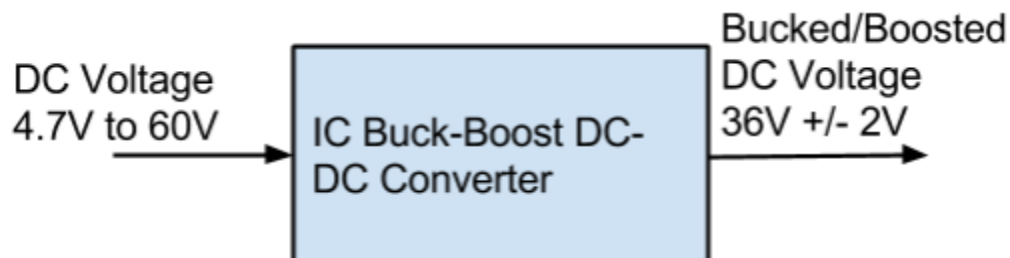 DC Voltage
4.7V to 60V
IC Buck-Boost DC-
DC Converter
Bucked/Boosted
DC Voltage
36V +/- 2V